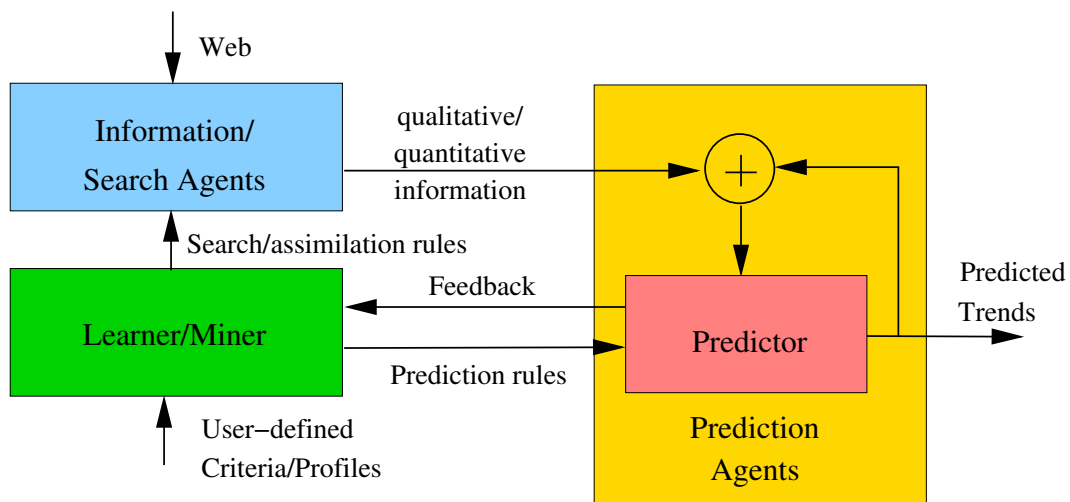 Web
Information/
Search Agents
qualitative/
quantitative
information
+
Search/assimilation rules
Learner/Miner
Feedback
Prediction rules
User−defined
Criteria/Profiles
Predictor
Prediction
Agents
Predicted
Trends